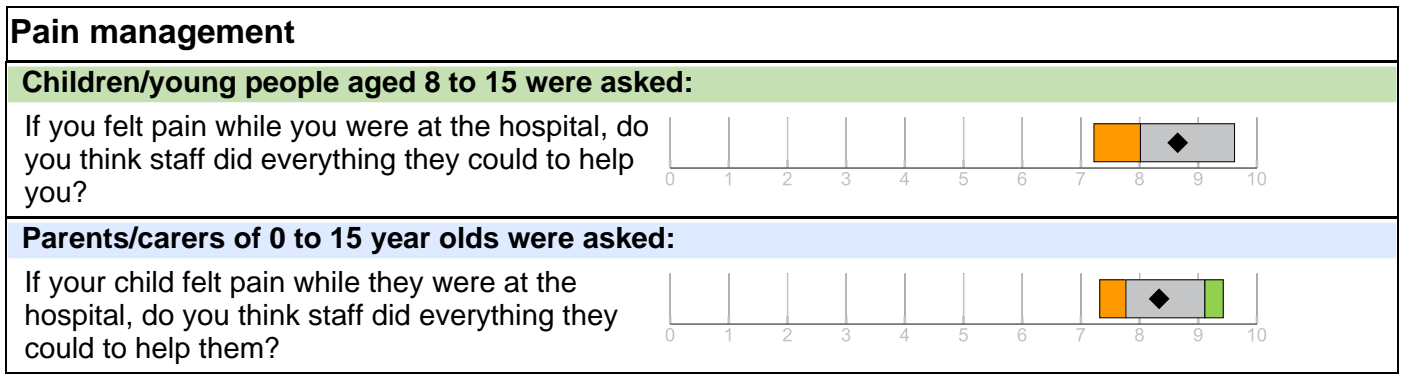 Pain management
Children/young people aged 8 to 15 were asked:
If you felt pain while you were at the hospital, do
you think staff did everything they could to help
you?
0 1 2 3 4 5 6 7 8 9 10
Parents/carers of 0 to 15 year olds were asked:
If your child felt pain while they were at the
hospital, do you think staff did everything they
could to help them?
0 1 2 3 4 5 6 7 8 9 10